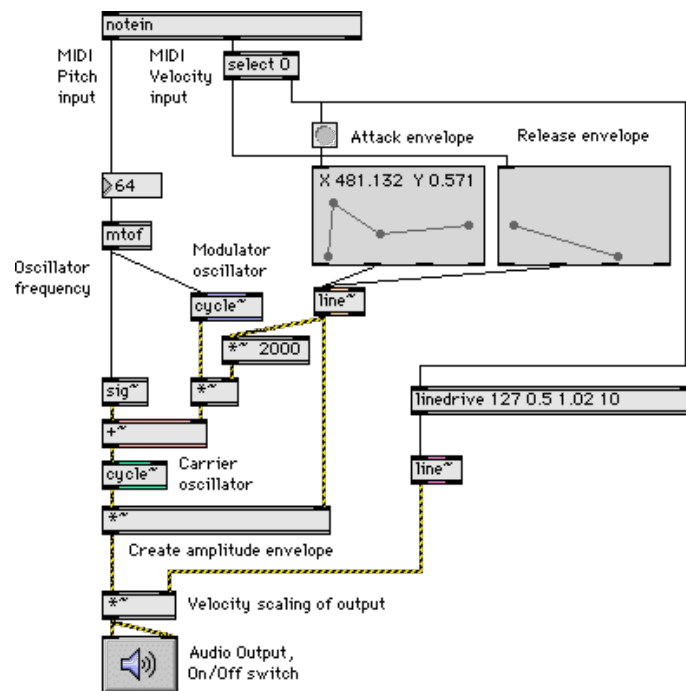 notein
MIDI
Pitch
input
MIDI
Velocity
input
select 0
Attack envelope
Release envelope
X 481.132 Y 0.571
64
mtof
Modulator
oscillator
Oscillator
frequency
cycle~
line~
*~ 2000
sig~
*~
linedrive 127 0.5 1.02 10
+~
cycle~
Carrier
oscillator
line~
*~
Create amplitude envelope
*~
Velocity scaling of output
Audio Output,
On/Off switch